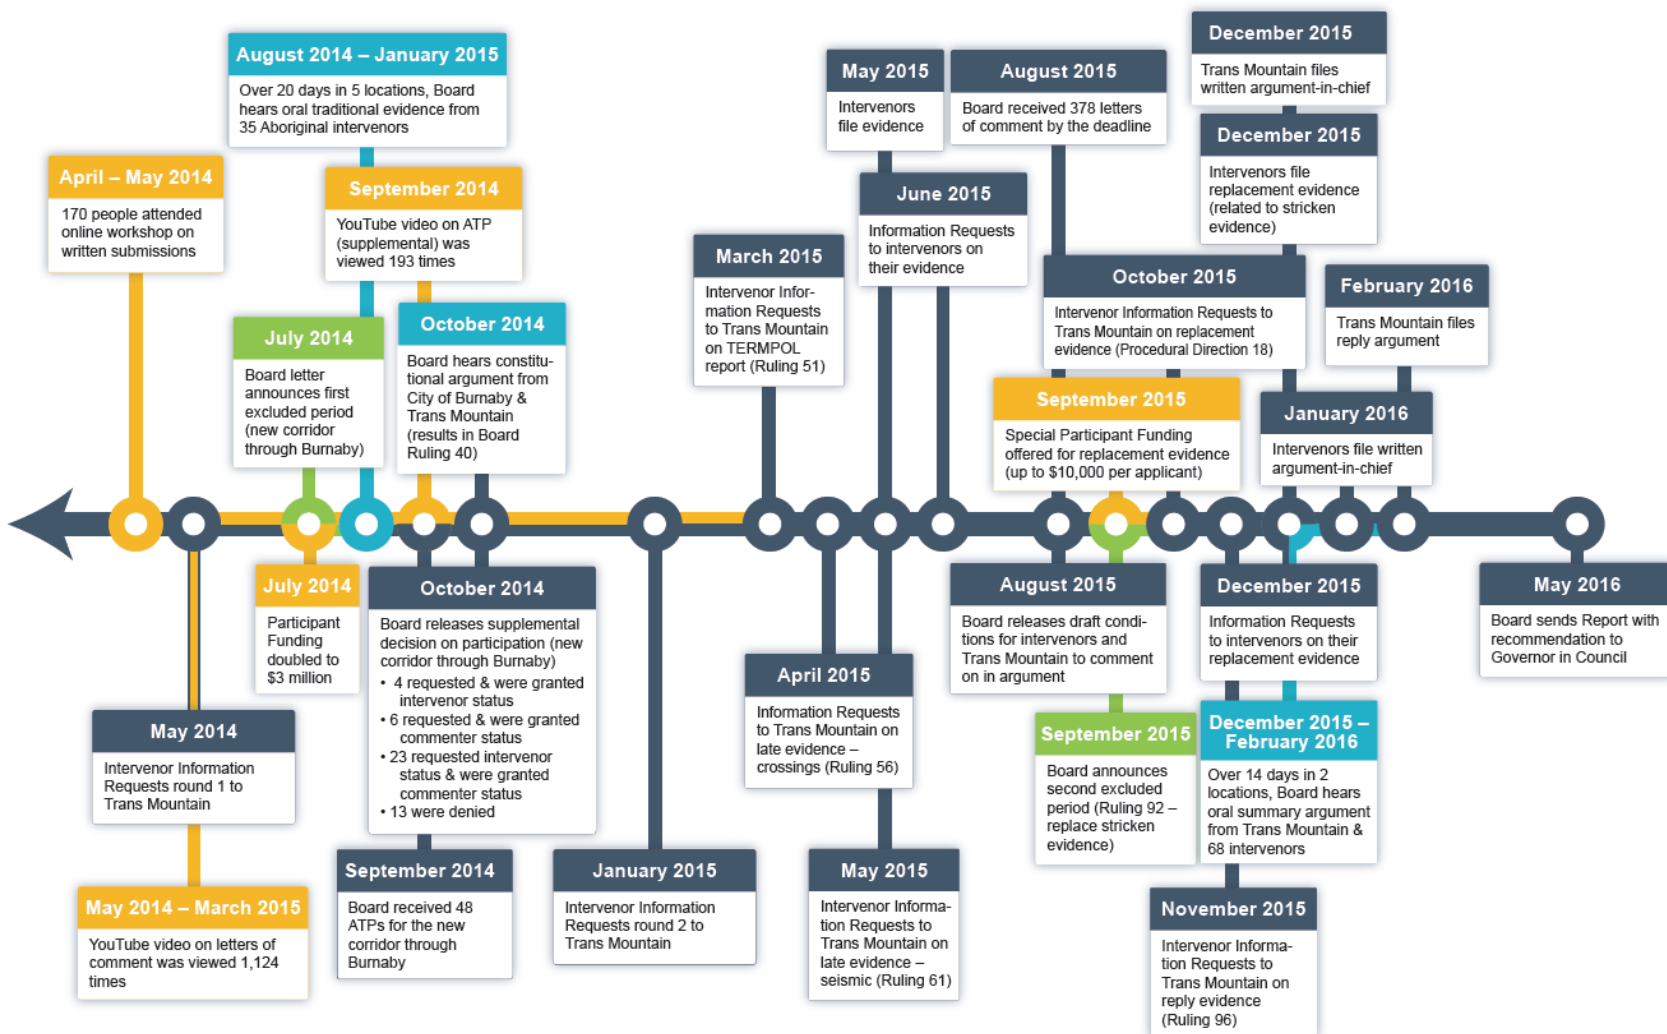 August 2014 – January 2015
Over 20 days in 5 locations, Board
hears oral traditional evidence from
35 Aboriginal intervenors
April – May 2014
170 people attended
online workshop on
written submissions
September 2014
YouTube video on ATP
(supplemental) was
viewed 193 times
July 2014
Board letter
announces first
excluded period
(new corridor
through Burnaby)
October 2014
Board hears constitu-
tional argument from
City of Burnaby &
Trans Mountain
(results in Board
Ruling 40)
March 2015
Intervenor Infor-
mation Requests
to Trans Mountain
on TERMPOL
report (Ruling 51)
May 2015
Intervenors
file evidence
June 2015
Information Requests
to intervenors on
their evidence
August 2015
Board received 378 letters
of comment by the deadline
December 2015
Trans Mountain files
written argument-in-chief
December 2015
Intervenors file
replacement evidence
(related to stricken
evidence)
October 2015
Intervenor Information Requests to
Trans Mountain on replacement
evidence (Procedural Direction 18)
February 2016
Trans Mountain files
reply argument
September 2015
Special Participant Funding
offered for replacement evidence
(up to $10,000 per applicant)
January 2016
Intervenors file written
argument-in-chief
July 2014
Participant
Funding
doubled to
$3 million
May 2014
Intervenor Information
Requests round 1 to
Trans Mountain
May 2014 – March 2015
YouTube video on letters of
comment was viewed 1,124
times
October 2014
Board releases supplemental
decision on participation (new
corridor through Burnaby)
• 4 requested & were granted
intervenor status
• 6 requested & were granted
commenter status
• 23 requested intervenor
status & were granted
commenter status
• 13 were denied
September 2014
Board received 48
ATPs for the new
corridor through
Burnaby
January 2015
Intervenor Information
Requests round 2 to
Trans Mountain
April 2015
Information Requests
to Trans Mountain on
late evidence –
crossings (Ruling 56)
May 2015
Intervenor Informa-
tion Requests to
Trans Mountain on
late evidence –
seismic (Ruling 61)
August 2015
Board releases draft condi-
tions for intervenors and
Trans Mountain to comment
on in argument
September 2015
Board announces
second excluded
period (Ruling 92 –
replace stricken
evidence)
December 2015
Information Requests
to intervenors on their
replacement evidence
December 2015 –
February 2016
Over 14 days in 2
locations, Board hears
oral summary argument
from Trans Mountain &
68 intervenors
November 2015
Intervenor Informa-
tion Requests to
Trans Mountain on
reply evidence
(Ruling 96)
May 2016
Board sends Report with
recommendation to
Governor in Council